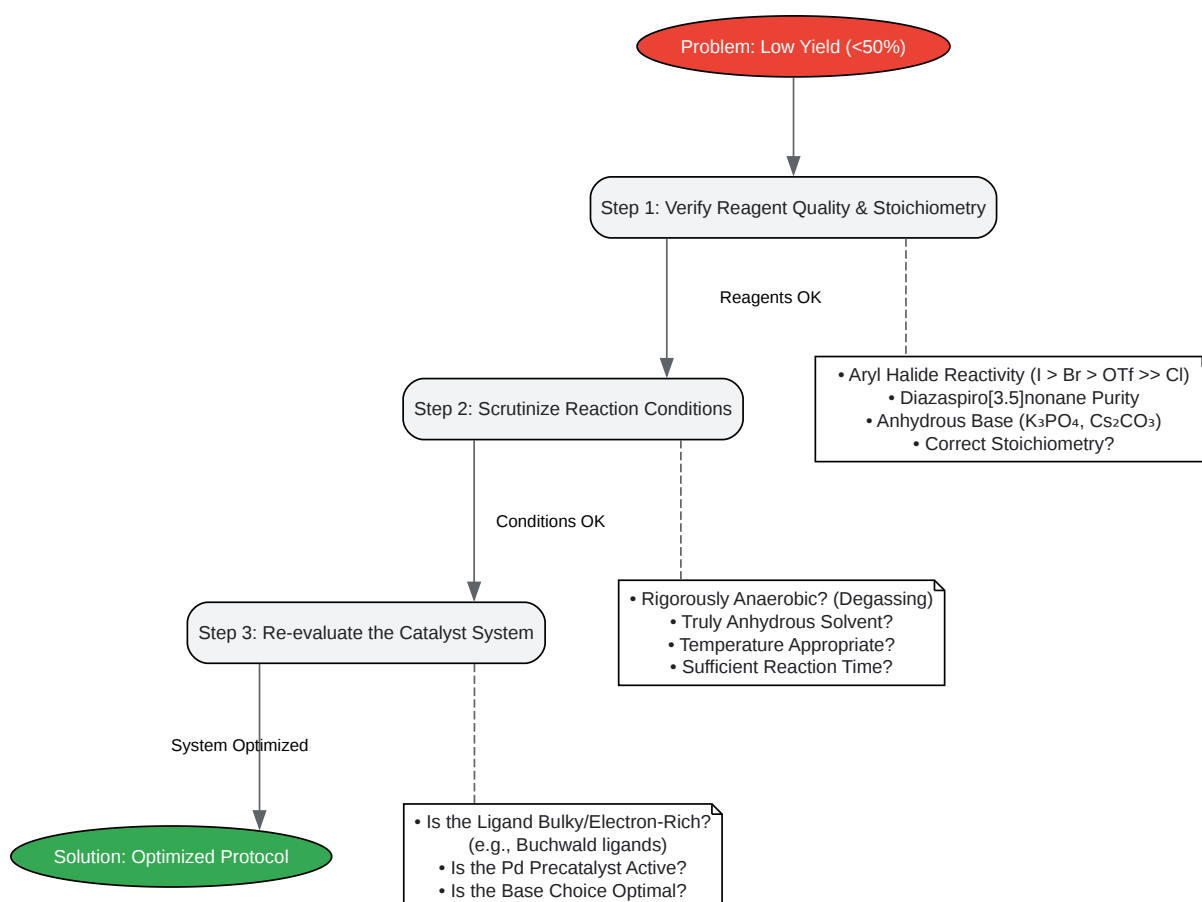 Problem: Low Yield (<50%)
Step 1: Verify Reagent Quality & Stoichiometry
Reagents OK
• Aryl Halide Reactivity (I > Br > OTf >> Cl)
• Diazaspiro[3.5]nonane Purity
• Anhydrous Base (K₃PO₄, Cs₂CO₃)
• Correct Stoichiometry?
Step 2: Scrutinize Reaction Conditions
Conditions OK
• Rigorously Anaerobic? (Degassing)
• Truly Anhydrous Solvent?
• Temperature Appropriate?
• Sufficient Reaction Time?
Step 3: Re-evaluate the Catalyst System
System Optimized
• Is the Ligand Bulky/Electron-Rich?
(e.g., Buchwald ligands)
• Is the Pd Precatalyst Active?
• Is the Base Choice Optimal?
Solution: Optimized Protocol